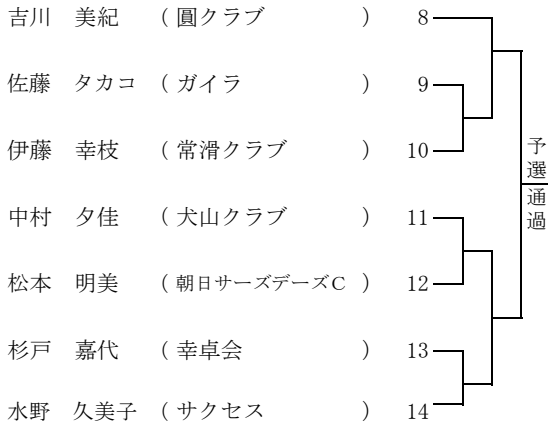 吉川 美紀 ( 圓クラブ ) 8
佐藤 タカコ ( ガイラ ) 9
伊藤 幸枝 ( 常滑クラブ ) 10
中村 夕佳 ( 犬山クラブ ) 11
松本 明美 ( 朝日サーズデーズC ) 12
杉戸 嘉代 ( 幸卓会 ) 13
水野 久美子 ( サクセス ) 14
予選通過